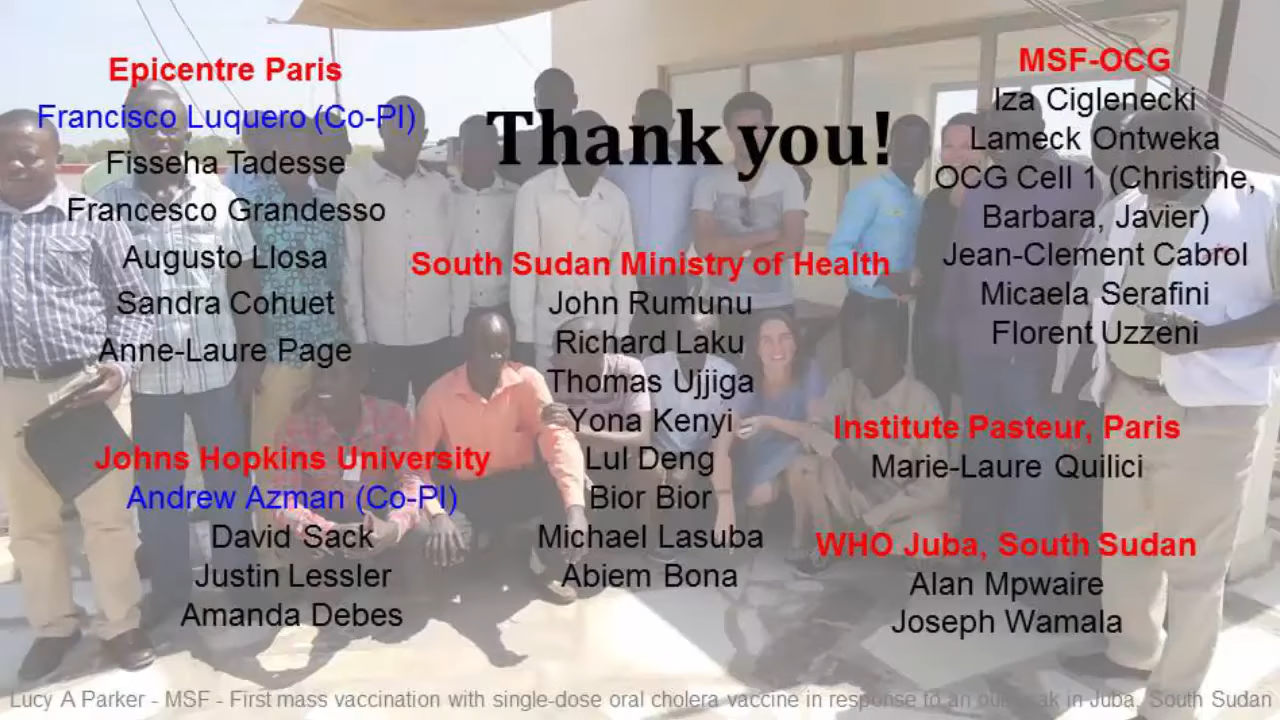 Thank you!
Epicentre Paris
Francisco Luquero (Co-PI)
Fisseha Tadesse
Francesco Grandesso
Augusto Llosa
Sandra Cohuet
Anne-Laure Page
Johns Hopkins University
Andrew Azman (Co-PI)
David Sack
Justin Lessler
Amanda Debes
South Sudan Ministry of Health
John Rumunu
Richard Laku
Thomas Ujjiga
Yona Kenyi
Lul Deng
Bior Bior
Michael Lasuba
Abiem Bona
MSF-OCG
Iza Ciglenecki
Lameck Ontweka
OCG Cell 1 (Christine,
Barbara, Javier)
Jean-Clement Cabrol
Micaela Serafini
Florent Uzzeni
Institute Pasteur, Paris
Marie-Laure Quilici
WHO Juba, South Sudan
Alan Mpwaire
Joseph Wamala
Lucy A Parker - MSF - First mass vaccination with single-dose oral cholera vaccine in response to an outbreak in Juba, South Sudan